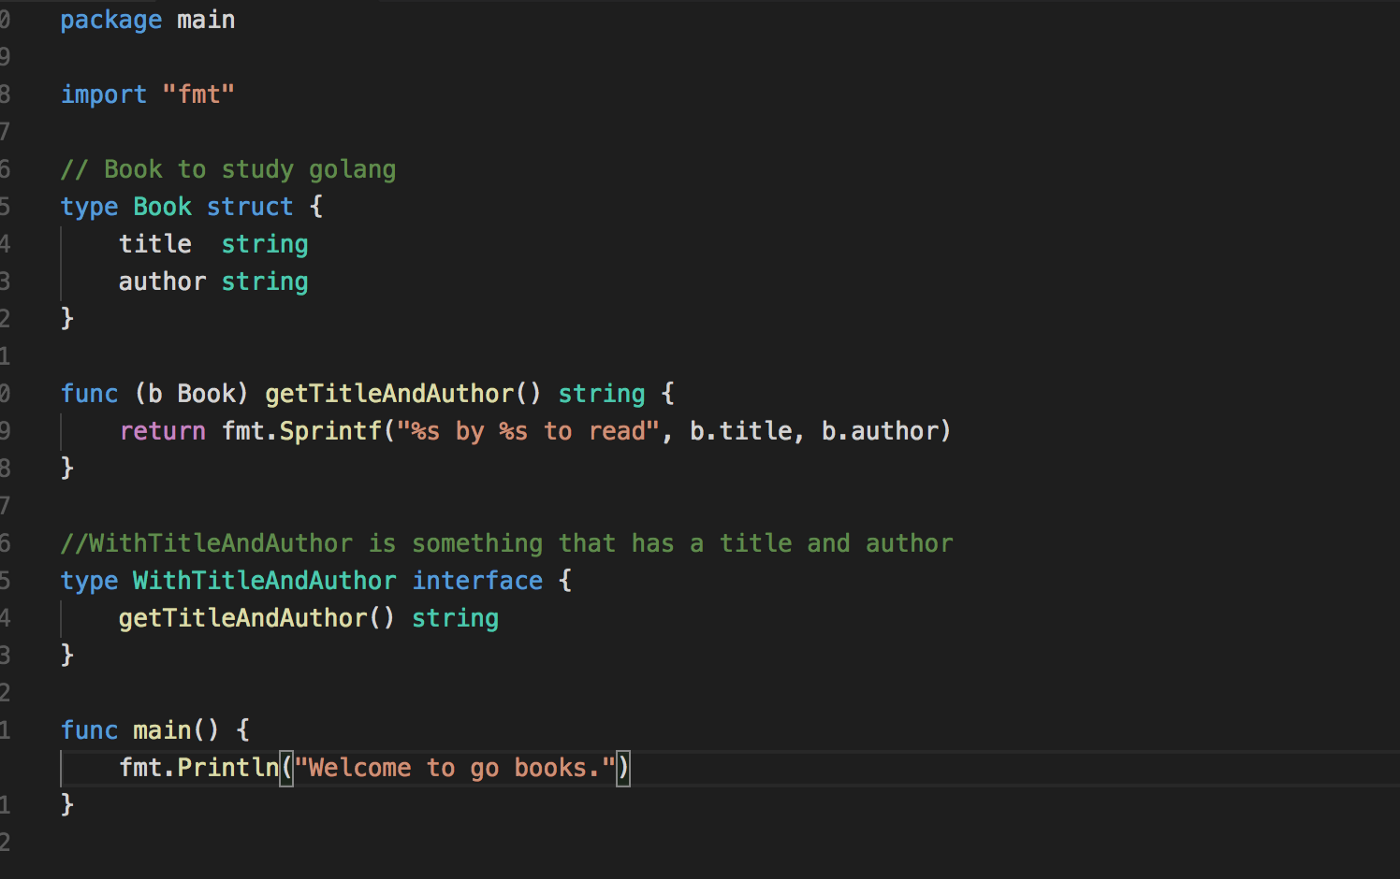 0 package main
9
8 import "fmt"
7
6 // Book to study golang
5 type Book struct {
4     title  string
3     author string
2 }
1
0 func (b Book) getTitleAndAuthor() string {
9     return fmt.Sprintf("%s by %s to read", b.title, b.author)
8 }
7
6 //WithTitleAndAuthor is something that has a title and author
5 type WithTitleAndAuthor interface {
4     getTitleAndAuthor() string
3 }
2
1 func main() {
    fmt.Println("Welcome to go books.")
1 }
2